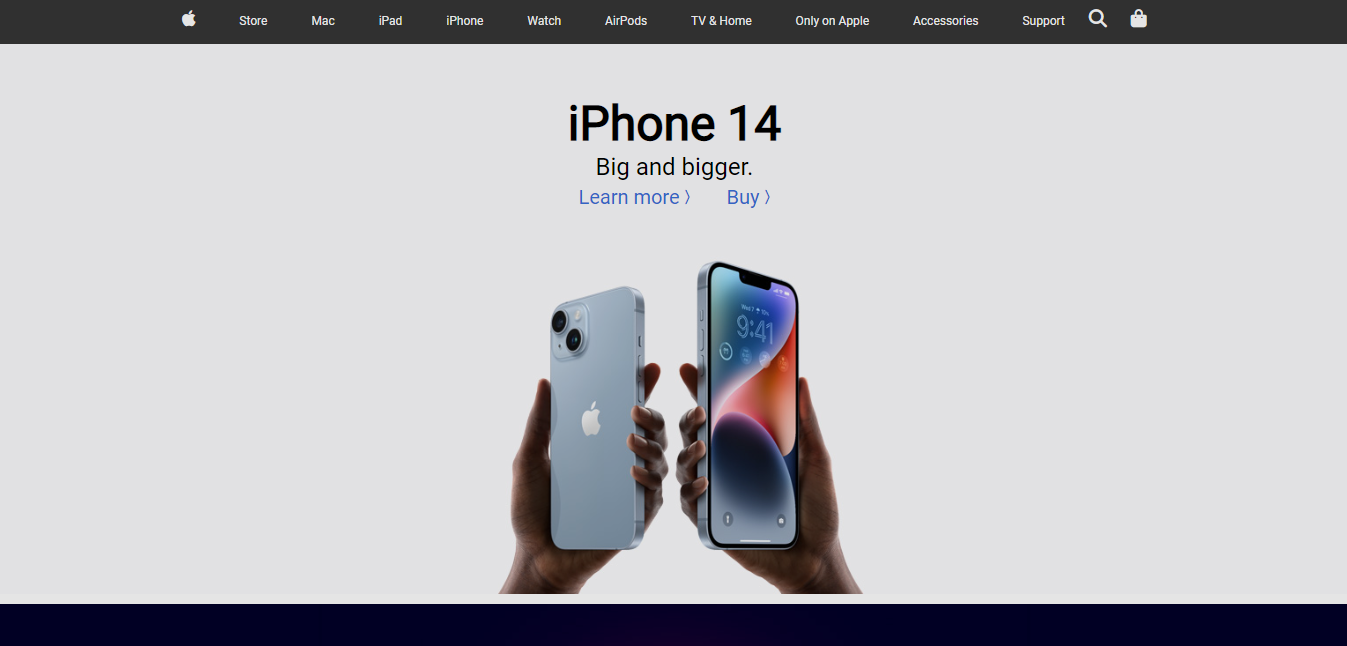 Store Mac iPad iPhone Watch AirPods TV & Home Only on Apple Accessories Support
iPhone 14
Big and bigger.
Learn more 〉 Buy 〉
9:41